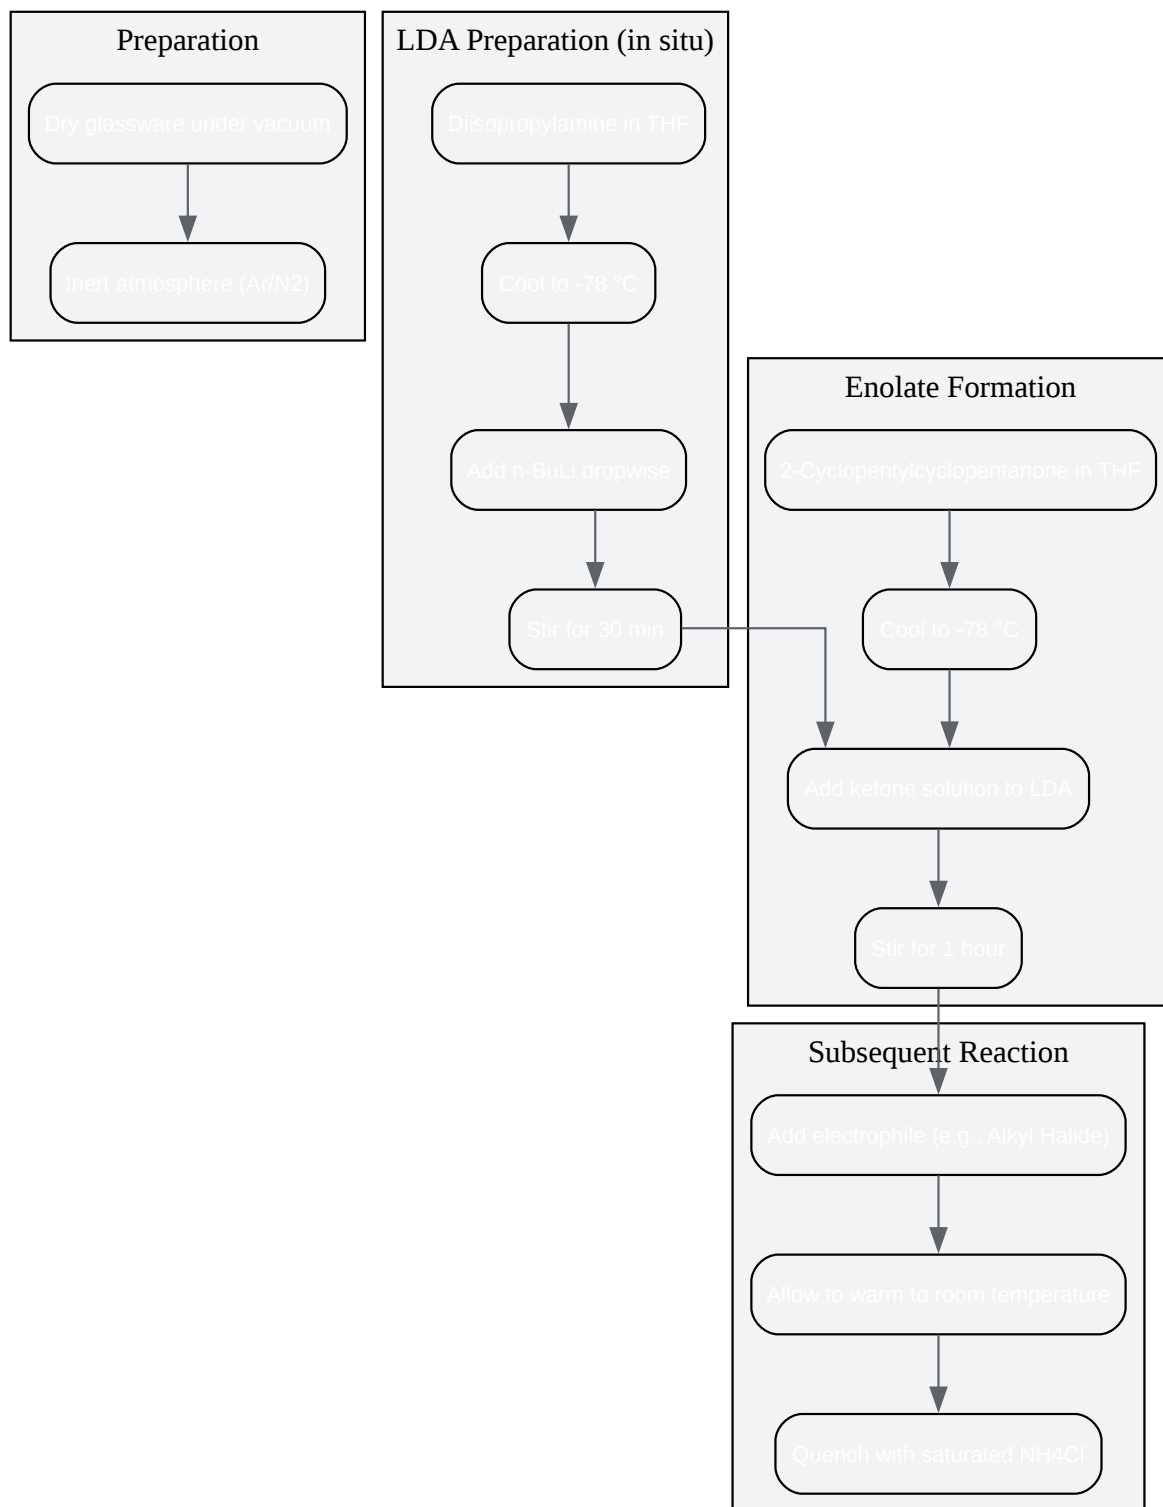 Preparation
Dry glassware under vacuum
Inert atmosphere (Ar/N2)
LDA Preparation (in situ)
Diisopropylamine in THF
Cool to -78 °C
Add n-BuLi dropwise
Stir for 30 min
Enolate Formation
2-Cyclopentylcyclopentanone in THF
Cool to -78 °C
Add ketone solution to LDA
Stir for 1 hour
Subsequent Reaction
Add electrophile (e.g., Alkyl Halide)
Allow to warm to room temperature
Quench with saturated NH4Cl